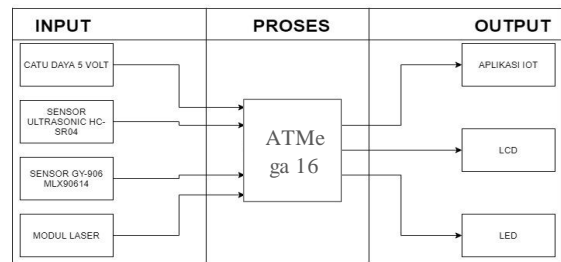 INPUT
PROSES
OUTPUT
CATU DAYA 5 VOLT
SENSOR
ULTRASONIC HC-
SR04
SENSOR GY-906
MLX90614
MODUL LASER
ATMe
ga 16
APLIKASI IOT
LCD
LED